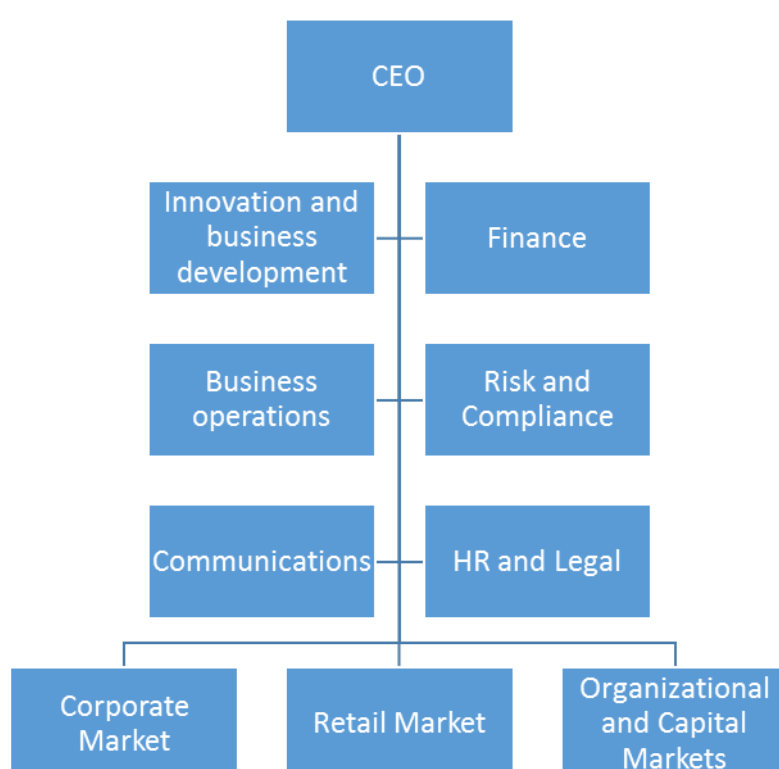 CEO
Innovation and
business
development
Finance
Business
operations
Risk and
Compliance
Communications
HR and Legal
Corporate
Market
Retail Market
Organizational
and Capital
Markets